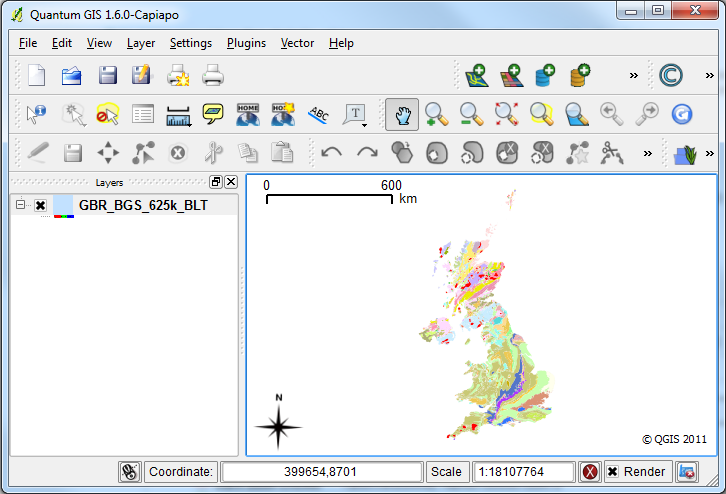 Quantum GIS 1.6.0-Capiapo
File Edit View Layer Settings Plugins Vector Help
HOME HOME ABC T
Layers
GBR_BGS_625k_BLT
0 600
km
N
© QGIS 2011
Coordinate: 399654,8701 Scale 1:18107764 Render